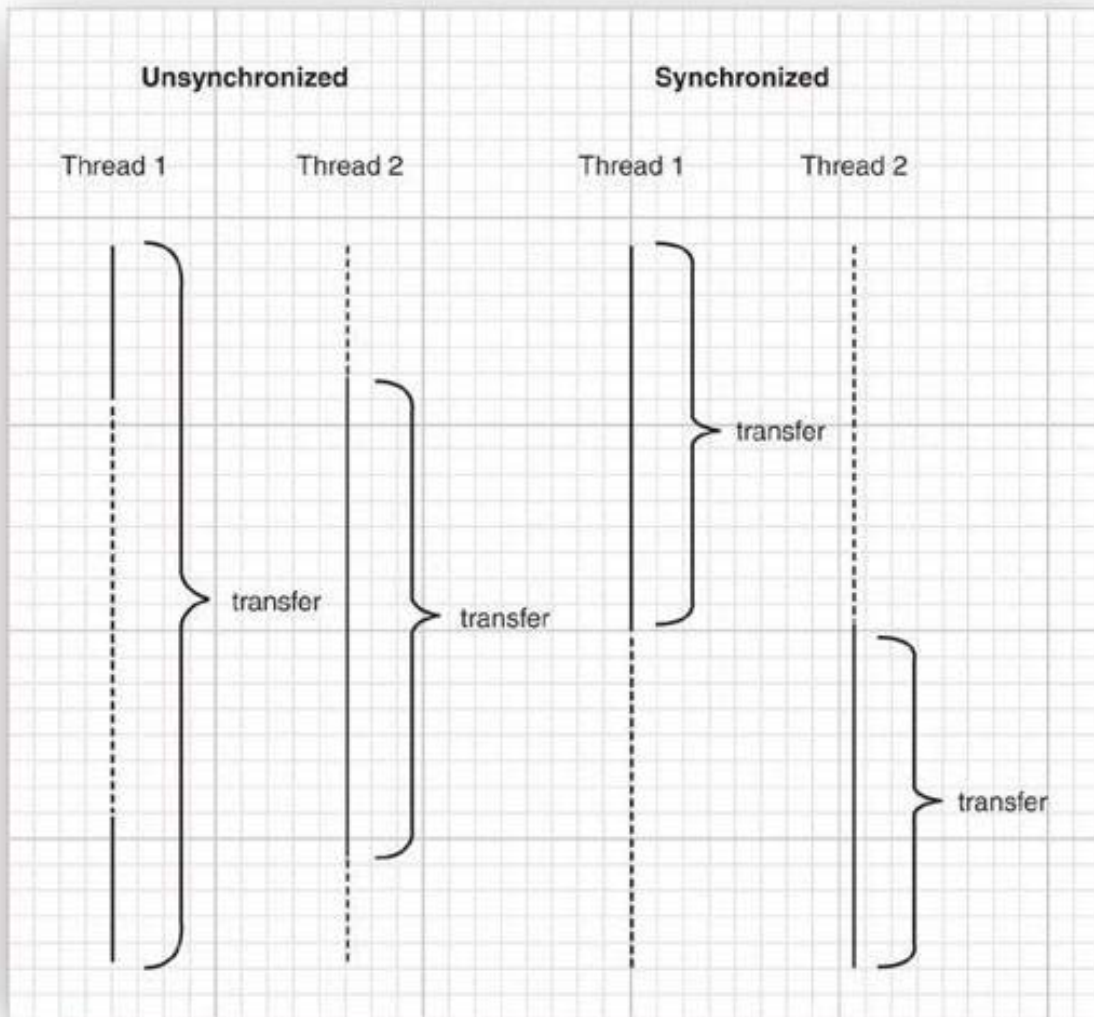 Unsynchronized Synchronized
Thread 1 Thread 2 Thread 1 Thread 2
transfer
transfer
transfer
transfer